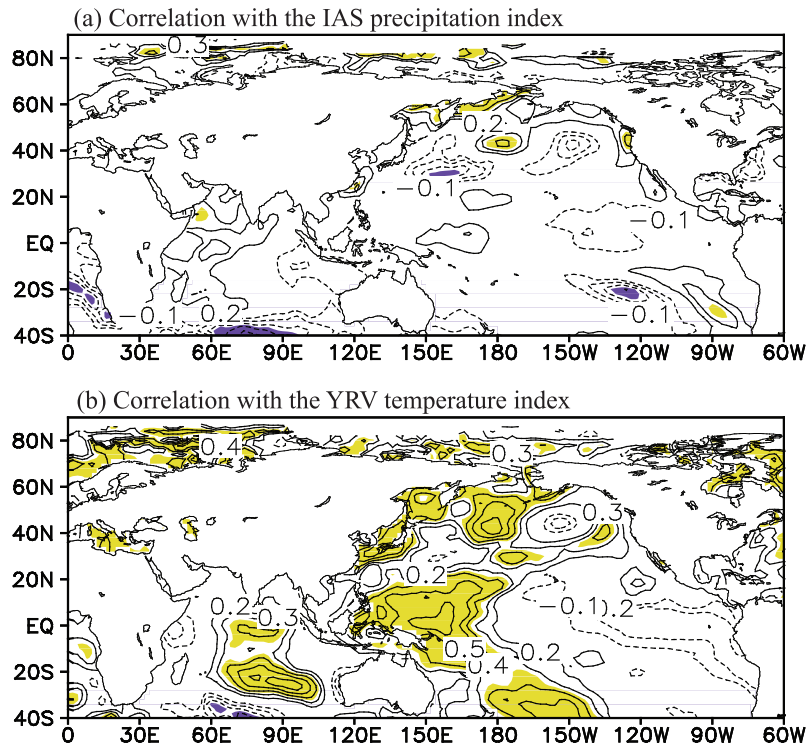 (a) Correlation with the IAS precipitation index
80N
60N
40N
20N
EQ
20S
40S
0.3
0.2
−0.1
−0.1
−0.1
0.2
−0.1
0 30E 60E 90E 120E 150E 180 150W 120W 90W 60W
(b) Correlation with the YRV temperature index
80N
60N
40N
20N
EQ
20S
40S
0.4
0.3
0.3
0.2
0.2
0.3
−0.1
.2
0.5
0.2
0.4
0 30E 60E 90E 120E 150E 180 150W 120W 90W 60W